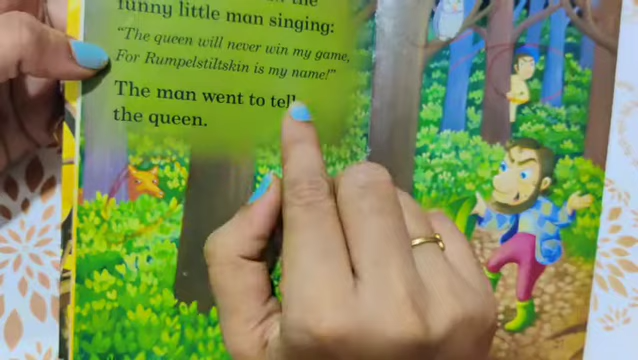 funny little man singing:
"The queen will never win my game,
For Rumpelstiltskin is my name!"
The man went to tell
the queen.